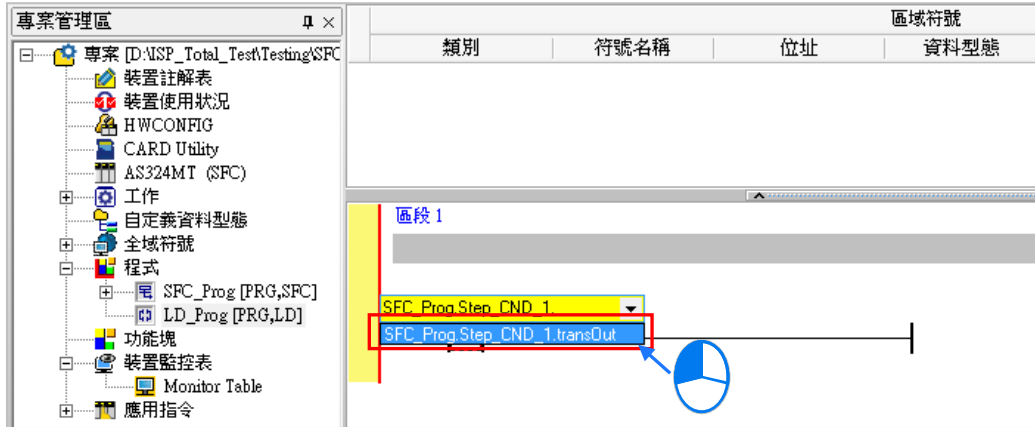 專案管理區
專案 [D:\ISP_Total_Test\Testing\SFC
裝置註解表
裝置使用狀況
HWCONFIG
CARD Utility
AS324MT (SFC)
工作
自定義資料型態
全域符號
程式
SFC_Prog [PRG,SFC]
LD_Prog [PRG,LD]
功能塊
裝置監控表
Monitor Table
應用指令
區域符號
類別 符號名稱 位址 資料型態
區段 1
SFC_Prog.Step_CND_1.
SFC_Prog.Step_CND_1.transOut